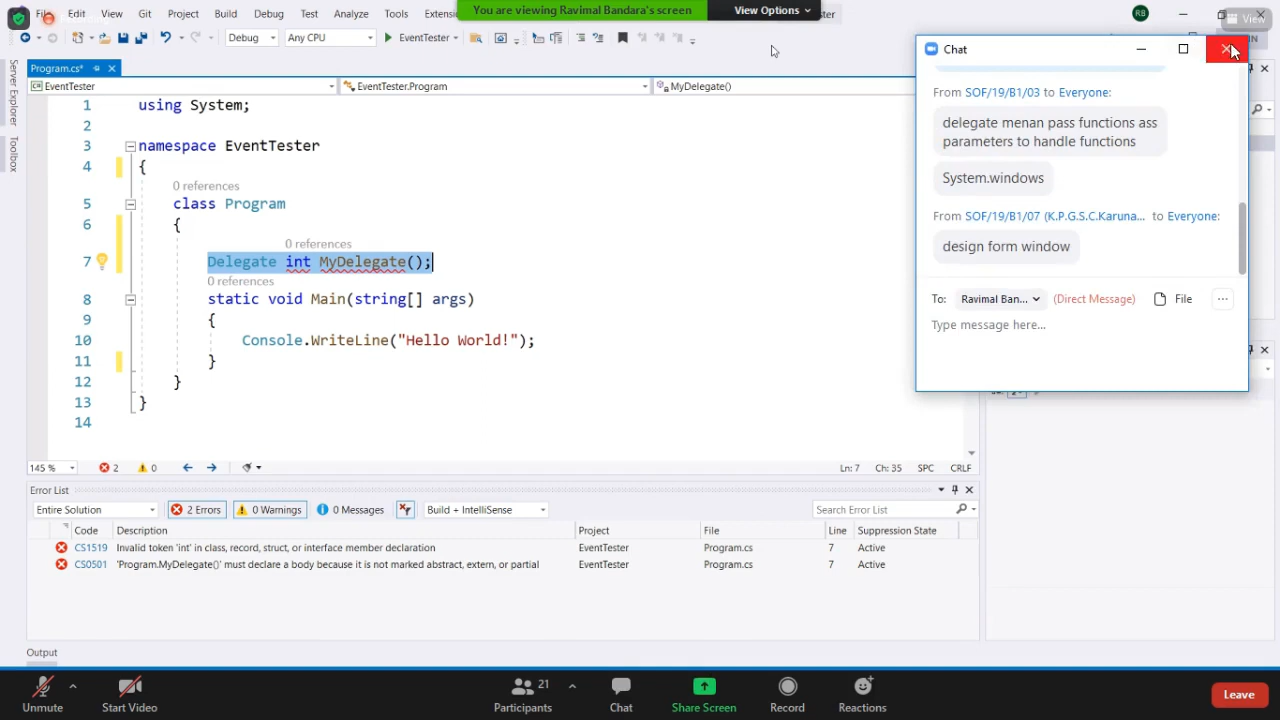 You are viewing Ravimal Bandara's screen
View Options
Edit View Git Project Build Debug Test Analyze Tools
RB
View
Debug
Any CPU
EventTester
Program.cs*
EventTester
EventTester.Program
MyDelegate()
Server Explorer
Toolbox
1 using System;
2
3 namespace EventTester
4 {
0 references
5 class Program
6 {
0 references
7 Delegate int MyDelegate();
0 references
8 static void Main(string[] args)
9 {
10 Console.WriteLine("Hello World!");
11 }
12 }
13 }
14
145 %
2
0
Ln: 7 Ch: 35 SPC CRLF
Chat
From SOF/19/B1/03 to Everyone:
delegate menan pass functions ass
parameters to handle functions
System.windows
From SOF/19/B1/07 (K.P.G.S.C.Karuna... to Everyone:
design form window
To: Ravimal Ban... (Direct Message) File ...
Type message here...
Error List
Entire Solution
2 Errors
0 Warnings
0 Messages
Build + IntelliSense
Search Error List
Code Description Project File Line Suppression State
CS1519 Invalid token 'int' in class, record, struct, or interface member declaration EventTester Program.cs 7 Active
CS0501 'Program.MyDelegate()' must declare a body because it is not marked abstract, extern, or partial EventTester Program.cs 7 Active
Output
Unmute
Start Video
21
Participants
Chat
Share Screen
Record
Reactions
Leave